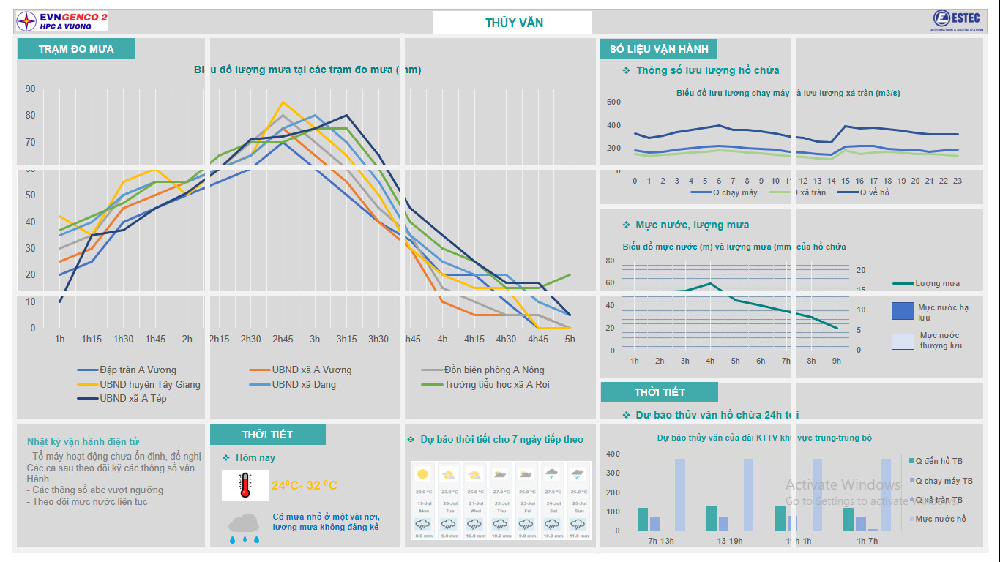 EVNGENCO 2
HPC A VUONG
THỦY VĂN
ESTEC
AUTOMATION & DIGITALIZATION
TRẠM ĐO MƯA
Biểu đồ lượng mưa tại các trạm đo mưa (mm)
90
80
70
60
50
40
30
20
10
0
1h 1h15 1h30 1h45 2h 2h15 2h30 2h45 3h 3h15 3h30 3h45 4h 4h15 4h30 4h45 5h
Đập tràn A Vương
UBND xã A Vương
Đồn biên phòng A Nông
UBND huyện Tây Giang
UBND xã Dang
Trường tiểu học xã A Roi
UBND xã A Tép
SỐ LIỆU VẬN HÀNH
❖ Thông số lưu lượng hồ chứa
Biểu đồ lưu lượng chạy máy và lưu lượng xả tràn (m3/s)
600
400
200
0
0 1 2 3 4 5 6 7 8 9 10 11 12 13 14 15 16 17 18 19 20 21 22 23
Q chạy máy
Q xả tràn
Q về hồ
❖ Mực nước, lượng mưa
Biểu đồ mực nước (m) và lượng mưa (mm) của hồ chứa
80
60
40
20
0
20
15
10
5
0
1h 2h 3h 4h 5h 6h 7h 8h 9h
Lượng mưa
Mực nước hạ
lưu
Mực nước
thượng lưu
THỜI TIẾT
❖ Dự báo thủy văn hồ chứa 24h tới
Dự báo thủy văn của đài KTTV khu vực trung-trung bộ
400
300
200
100
0
7h-13h 13-19h 19h-1h 1h-7h
Q đến hồ TB
Q chạy máy TB
Q xả tràn TB
Mực nước hồ
Activate Windows
Go to Settings to activate Windows.
Nhật ký vận hành điện tử
- Tổ máy hoạt động chưa ổn định, đề nghị
Các ca sau theo dõi kỹ các thông số vận
Hành
- Các thông số abc vượt ngưỡng
- Theo dõi mực nước liên tục
THỜI TIẾT
❖ Hôm nay
24⁰C- 32 ⁰C
Có mưa nhỏ ở một vài nơi,
lượng mưa không đáng kể
❖ Dự báo thời tiết cho 7 ngày tiếp theo
29.0 °C 23.0 °C 26.0 °C 27.0 °C 26.0 °C 27.0 °C 25.0 °C
19-Jul 20-Jul 21-Jul 22-Jul 23-Jul 24-Jul 25-Jul
Mon Tue Wed Thu Fri Sat Sun
8.0 mm 9.0 mm 10.0 mm 10.0 mm 9.0 mm 10.0 mm 11.0 mm